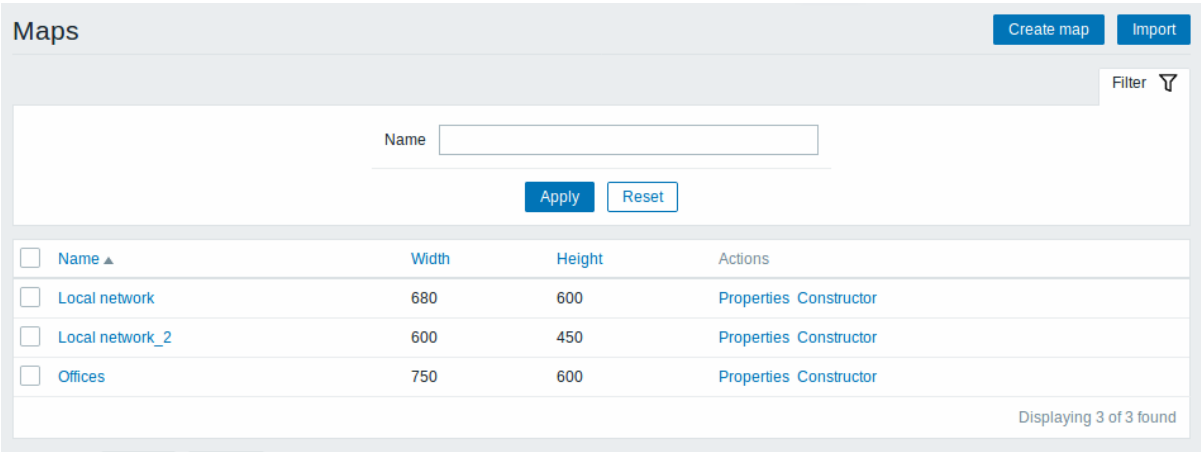 Maps Create map Import
Filter
Name
Apply Reset
Name Width Height Actions
Local network 680 600 Properties Constructor
Local network_2 600 450 Properties Constructor
Offices 750 600 Properties Constructor
Displaying 3 of 3 found